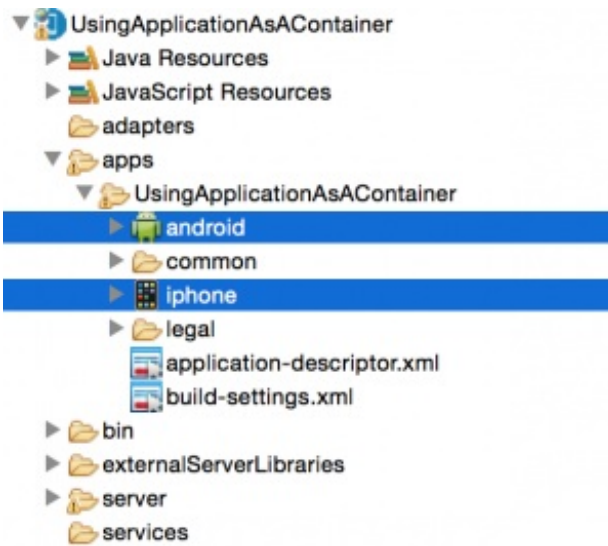 UsingApplicationAsAContainer
Java Resources
JavaScript Resources
adapters
apps
UsingApplicationAsAContainer
android
common
iphone
legal
application-descriptor.xml
build-settings.xml
bin
externalServerLibraries
server
services